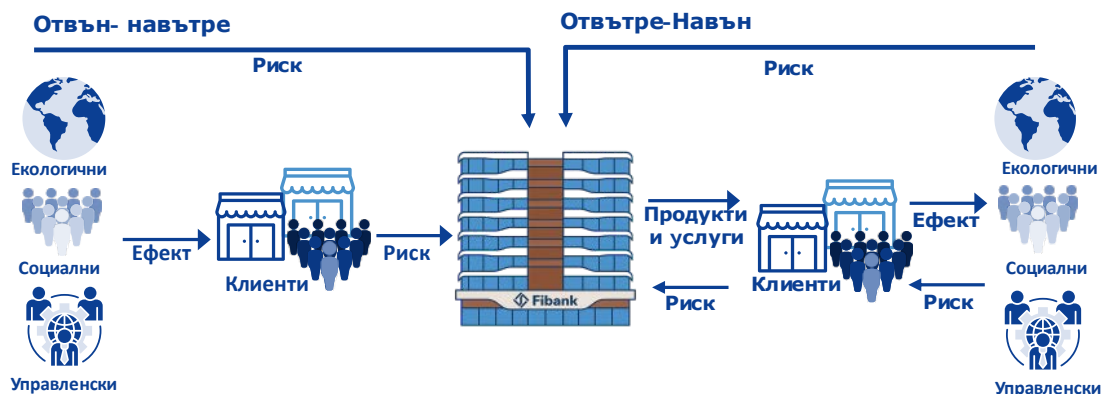 Отвън- навътре
Риск
Отвътре-Навън
Риск
Екологични
Социални
Управленски
Ефект
Клиенти
Риск
Fibank
Продукти
и услуги
Риск
Клиенти
Ефект
Риск
Екологични
Социални
Управленски